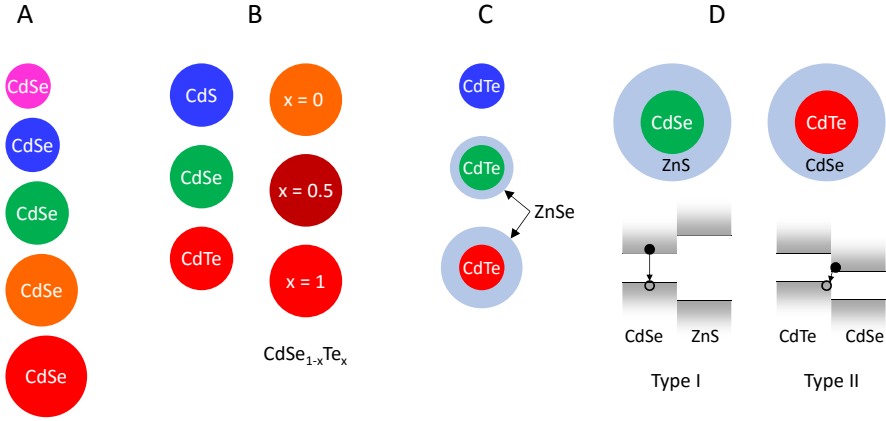 A
B
C
D
CdSe
CdSe
CdSe
CdSe
CdSe
CdS
CdSe
CdTe
x = 0
x = 0.5
x = 1
CdSe₁₋ₓTeₓ
CdTe
CdTe
CdTe
ZnSe
CdSe
ZnS
CdTe
CdSe
CdSe ZnS
Type I
CdTe CdSe
Type II